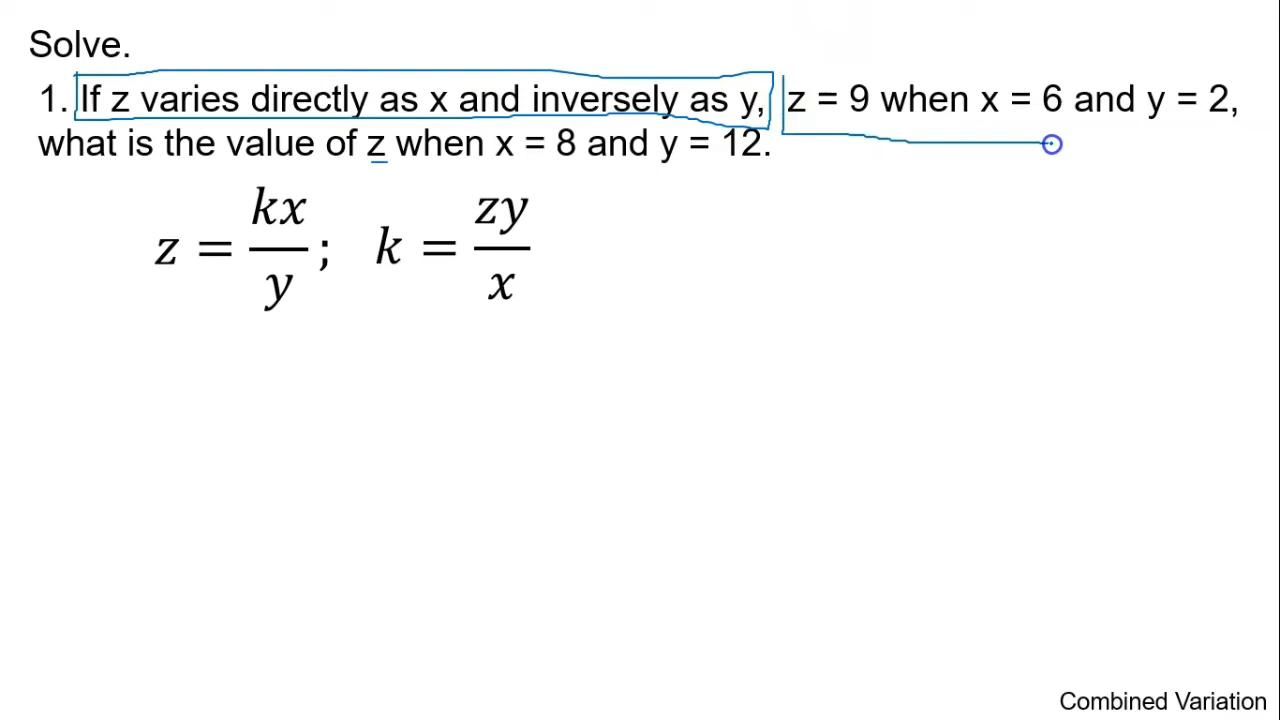 Solve.
1. If z varies directly as x and inversely as y, z = 9 when x = 6 and y = 2,
what is the value of z when x = 8 and y = 12.
z = kx/y; k = zy/x
Combined Variation